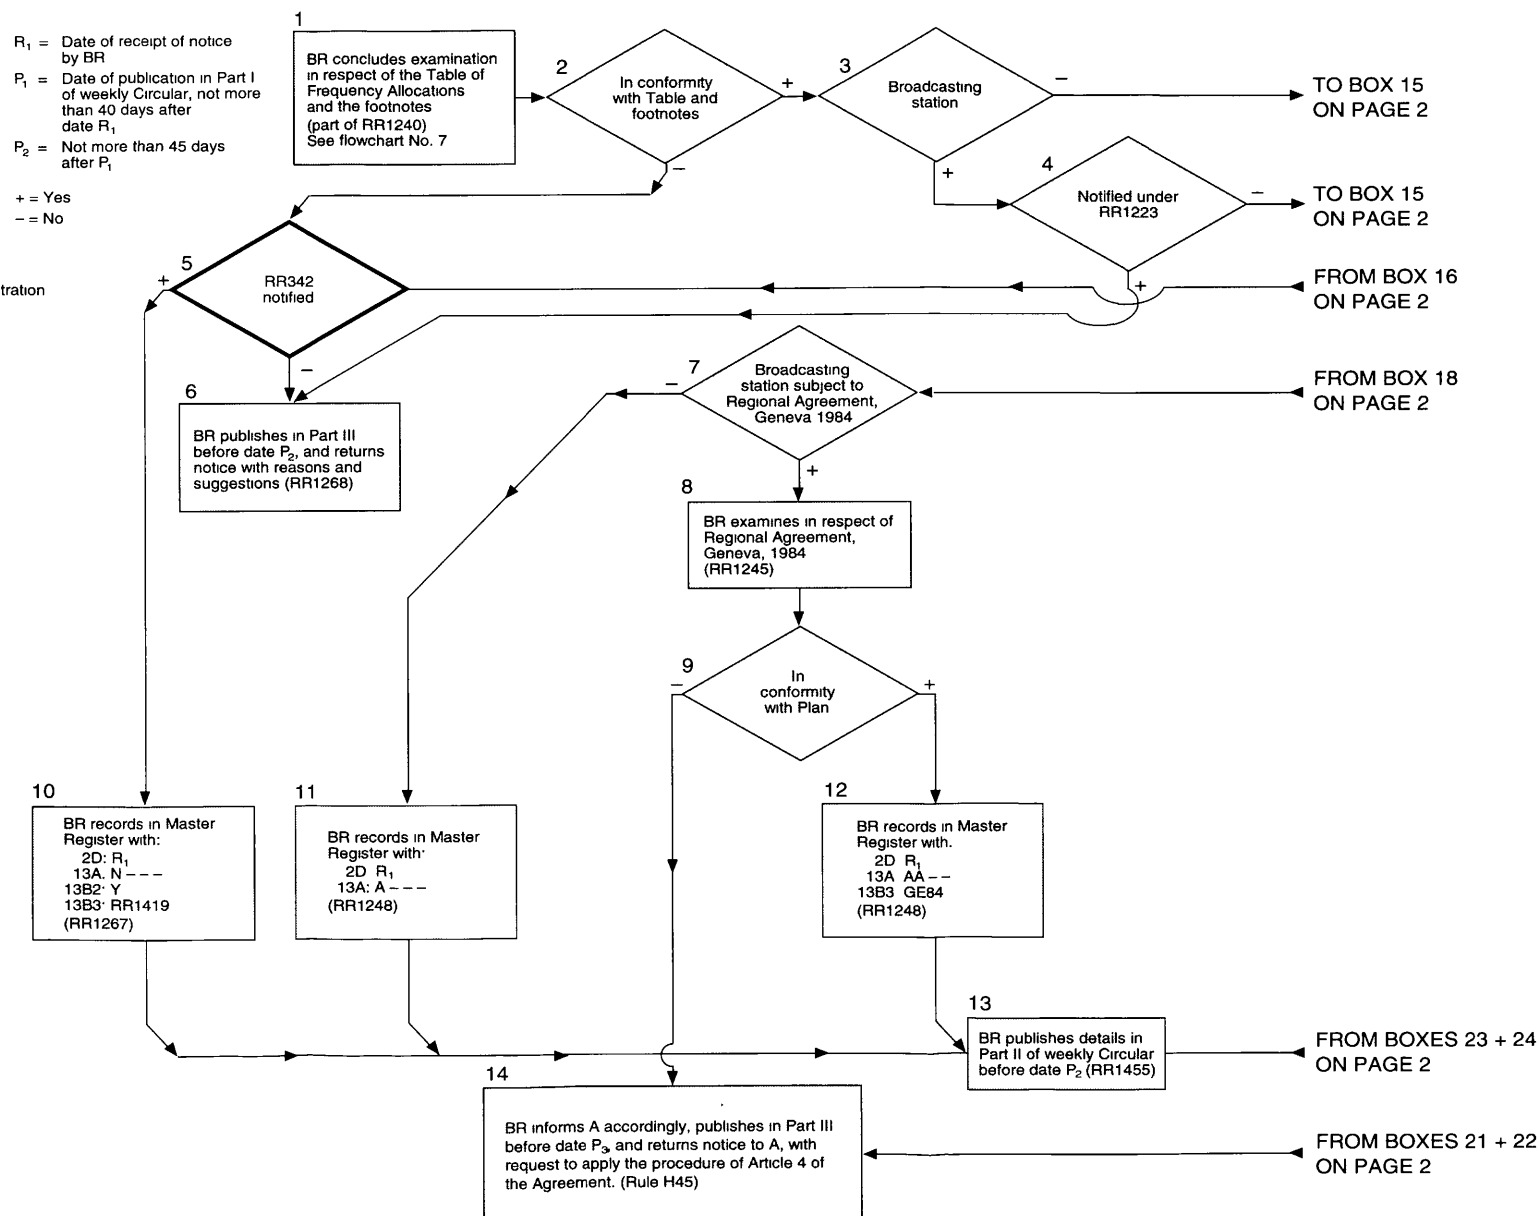 R1 = Date of receipt of notice
by BR
P1 = Date of publication in Part I
of weekly Circular, not more
than 40 days after
date R1
P2 = Not more than 45 days
after P1
+ = Yes
– = No
tration
1
BR concludes examination
in respect of the Table of
Frequency Allocations
and the footnotes
(part of RR1240)
See flowchart No. 7
2
In conformity
with Table and
footnotes
+
–
3
Broadcasting
station
–
+
TO BOX 15
ON PAGE 2
4
Notified under
RR1223
–
+
TO BOX 15
ON PAGE 2
5
RR342
notified
+
–
FROM BOX 16
ON PAGE 2
6
BR publishes in Part III
before date P2, and returns
notice with reasons and
suggestions (RR1268)
7
Broadcasting
station subject to
Regional Agreement,
Geneva 1984
–
+
FROM BOX 18
ON PAGE 2
8
BR examines in respect of
Regional Agreement,
Geneva, 1984
(RR1245)
9
In
conformity
with Plan
–
+
10
BR records in Master
Register with:
2D: R1
13A. N – – –
13B2· Y
13B3· RR1419
(RR1267)
11
BR records in Master
Register with·
2D R1
13A: A – – –
(RR1248)
12
BR records in Master
Register with.
2D R1
13A AA – –
13B3 GE84
(RR1248)
13
BR publishes details in
Part II of weekly Circular
before date P2 (RR1455)
FROM BOXES 23 + 24
ON PAGE 2
14
BR informs A accordingly, publishes in Part III
before date P3, and returns notice to A, with
request to apply the procedure of Article 4 of
the Agreement. (Rule H45)
FROM BOXES 21 + 22
ON PAGE 2